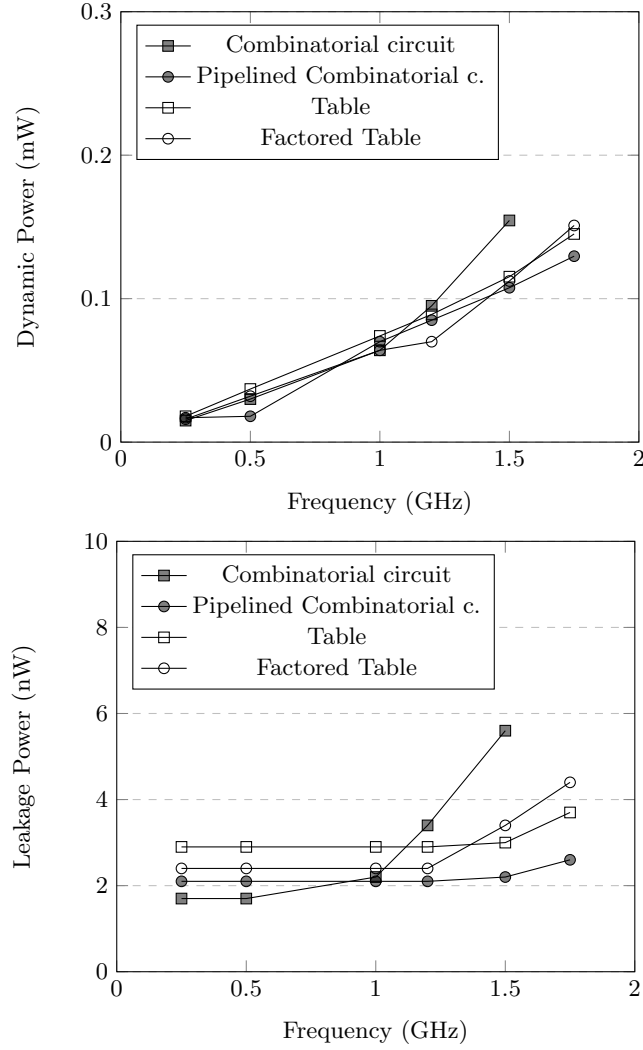 0.3
Combinatorial circuit
Pipelined Combinatorial c.
Table
Factored Table
0.2
Dynamic Power (mW)
0.1
0
0 0.5 1 1.5 2
Frequency (GHz)
10
Combinatorial circuit
Pipelined Combinatorial c.
Table
Factored Table
8
6
Leakage Power (nW)
4
2
0
0 0.5 1 1.5 2
Frequency (GHz)